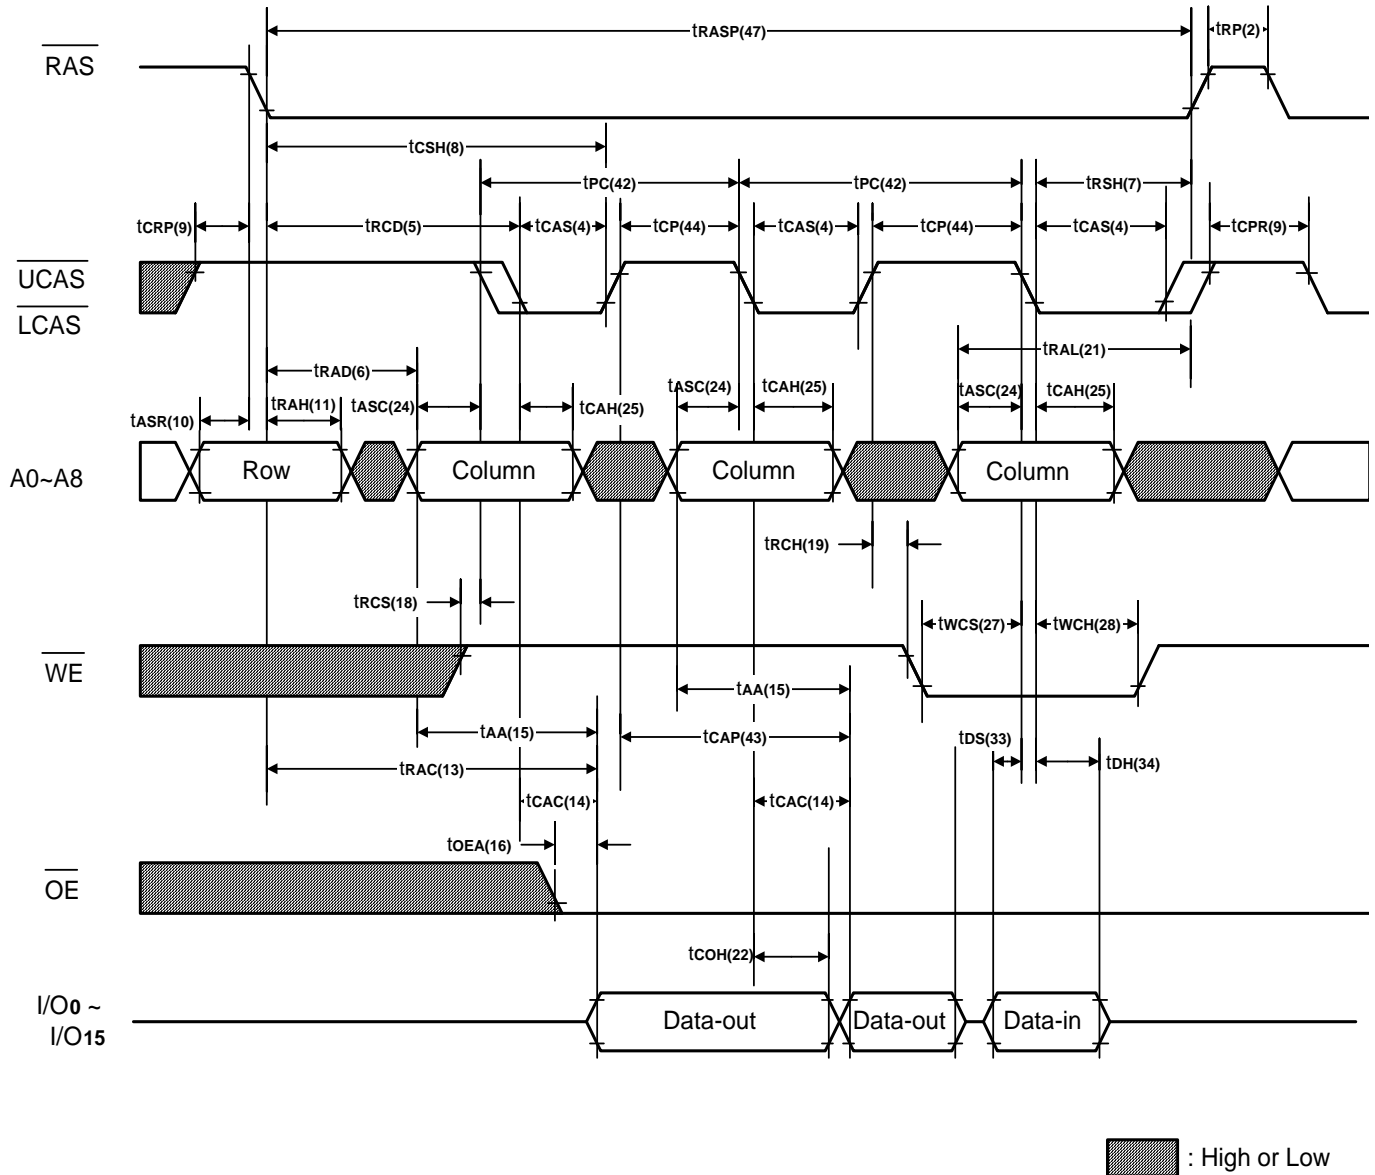 tRASP(47) tRP(2)
RAS
tCSH(8)
tPC(42) tPC(42) tRSH(7)
tCRP(9) tRCD(5) tCAS(4) tCP(44) tCAS(4) tCP(44) tCAS(4) tCPR(9)
UCAS
LCAS
tRAL(21)
tRAD(6)
tASC(24) tCAH(25) tASC(24) tCAH(25)
tASR(10) tRAH(11) tASC(24) tCAH(25)
A0~A8 Row Column Column Column
tRCH(19)
tRCS(18)
tWCS(27) tWCH(28)
WE
tAA(15)
tAA(15) tCAP(43) tDS(33)
tRAC(13) tDH(34)
tCAC(14) tCAC(14)
tOEA(16)
OE
tCOH(22)
I/O0 ~
I/O15
Data-out Data-out Data-in
: High or Low